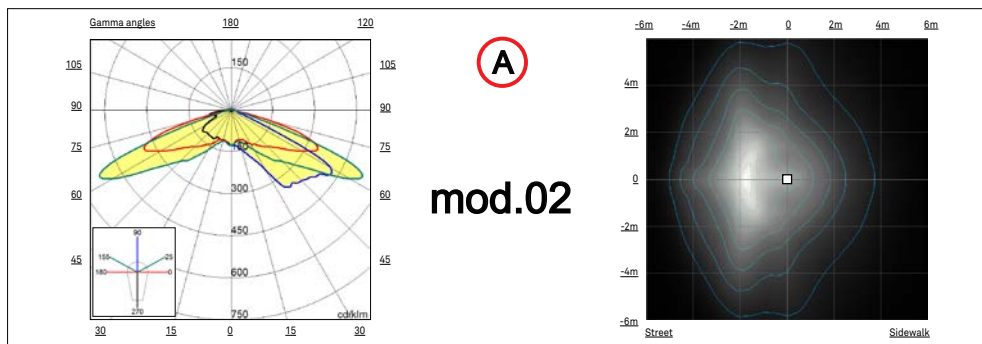 Gamma angles 180 120
105 105
90 90
75 75
60 60
45 45
30 15 0 15 30
150
150
300
450
600
750 cd/klm
90
155 25
180 0
270
A
mod.02
-6m -4m -2m 0 2m 4m 6m
4m
2m
0
-2m
-4m
-6m
Street Sidewalk